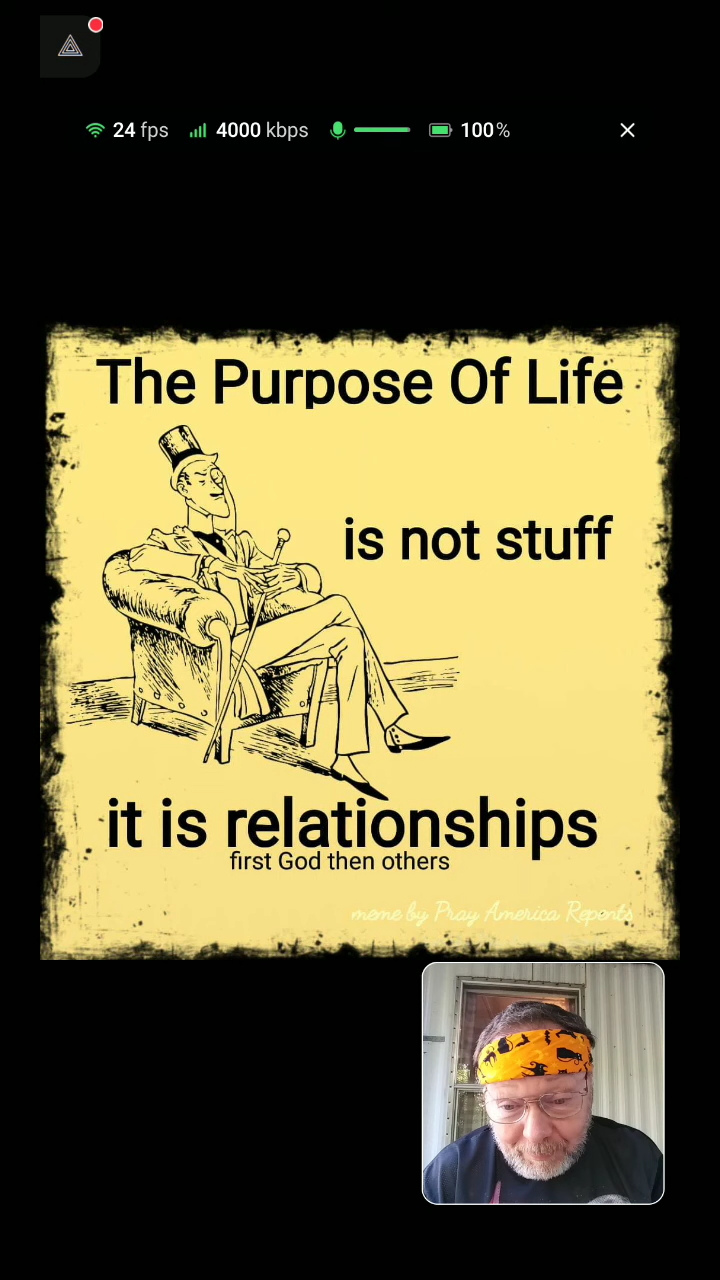 24 fps 4000 kbps 100%
The Purpose Of Life
is not stuff
it is relationships
first God then others
meme by Pray America Repents